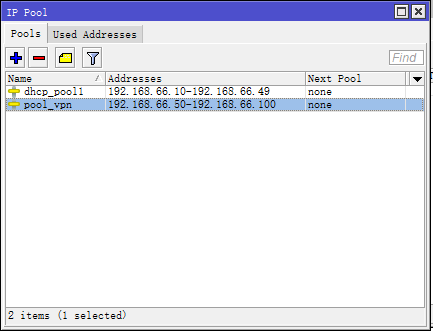 IP Pool
Pools Used Addresses
Find
Name Addresses Next Pool
dhcp_pool1 192.168.66.10-192.168.66.49 none
pool_vpn 192.168.66.50-192.168.66.100 none
2 items (1 selected)